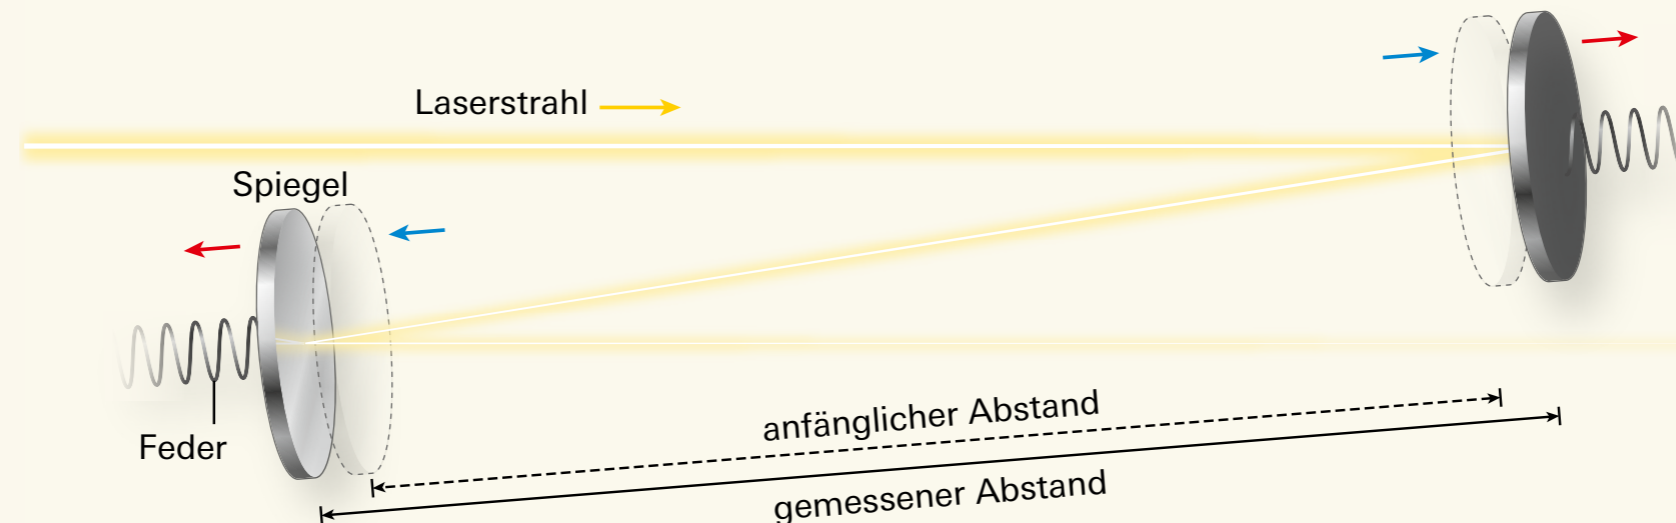 Laserstrahl
Spiegel
Feder
anfänglicher Abstand
gemessener Abstand